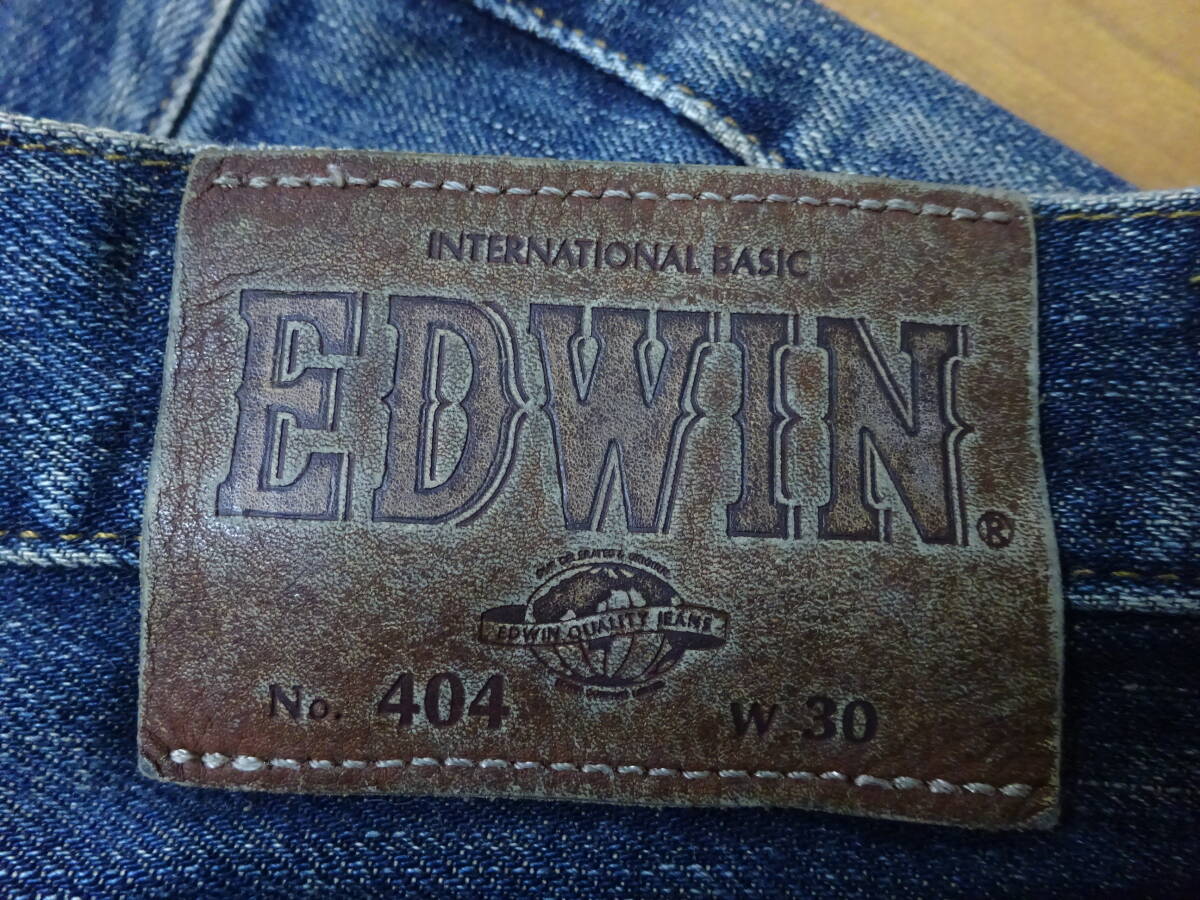 INTERNATIONAL BASIC
EDWIN®
EDWIN QUALITY JEANS
No. 404 W 30